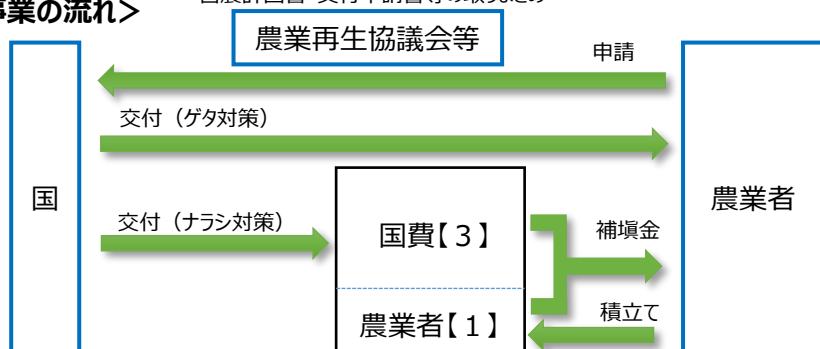 事業の流れ>
農業再生協議会等
申請
交付（ゲタ対策）
国
農業者
交付（ナラシ対策）
国費【３】
補塡金
農業者【１】
積立て